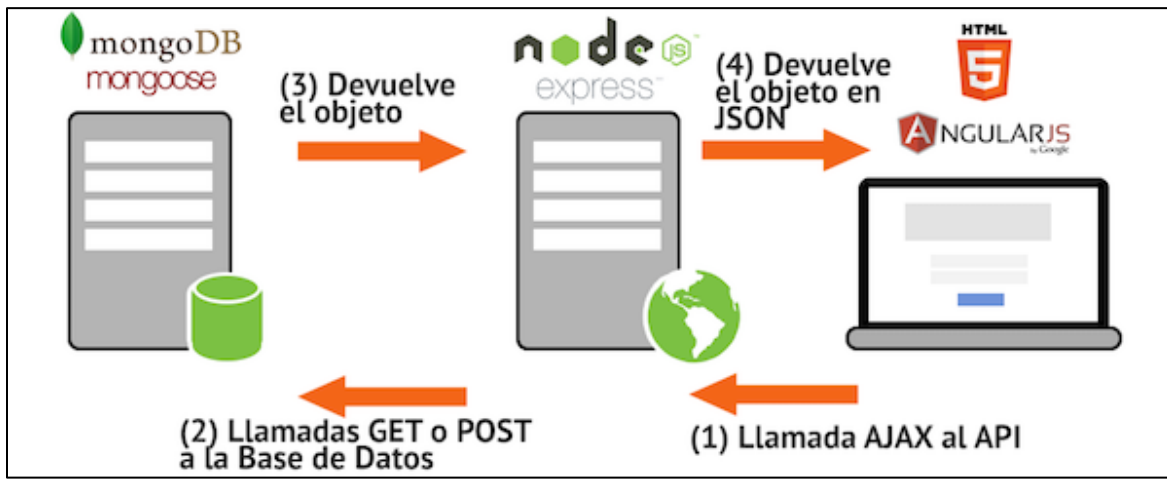 mongoDB
mongoose
(3) Devuelve
el objeto
node JS
express
(4) Devuelve
el objeto en
JSON
HTML
5
ANGULARJS
by Google
(2) Llamadas GET o POST
a la Base de Datos
(1) Llamada AJAX al API